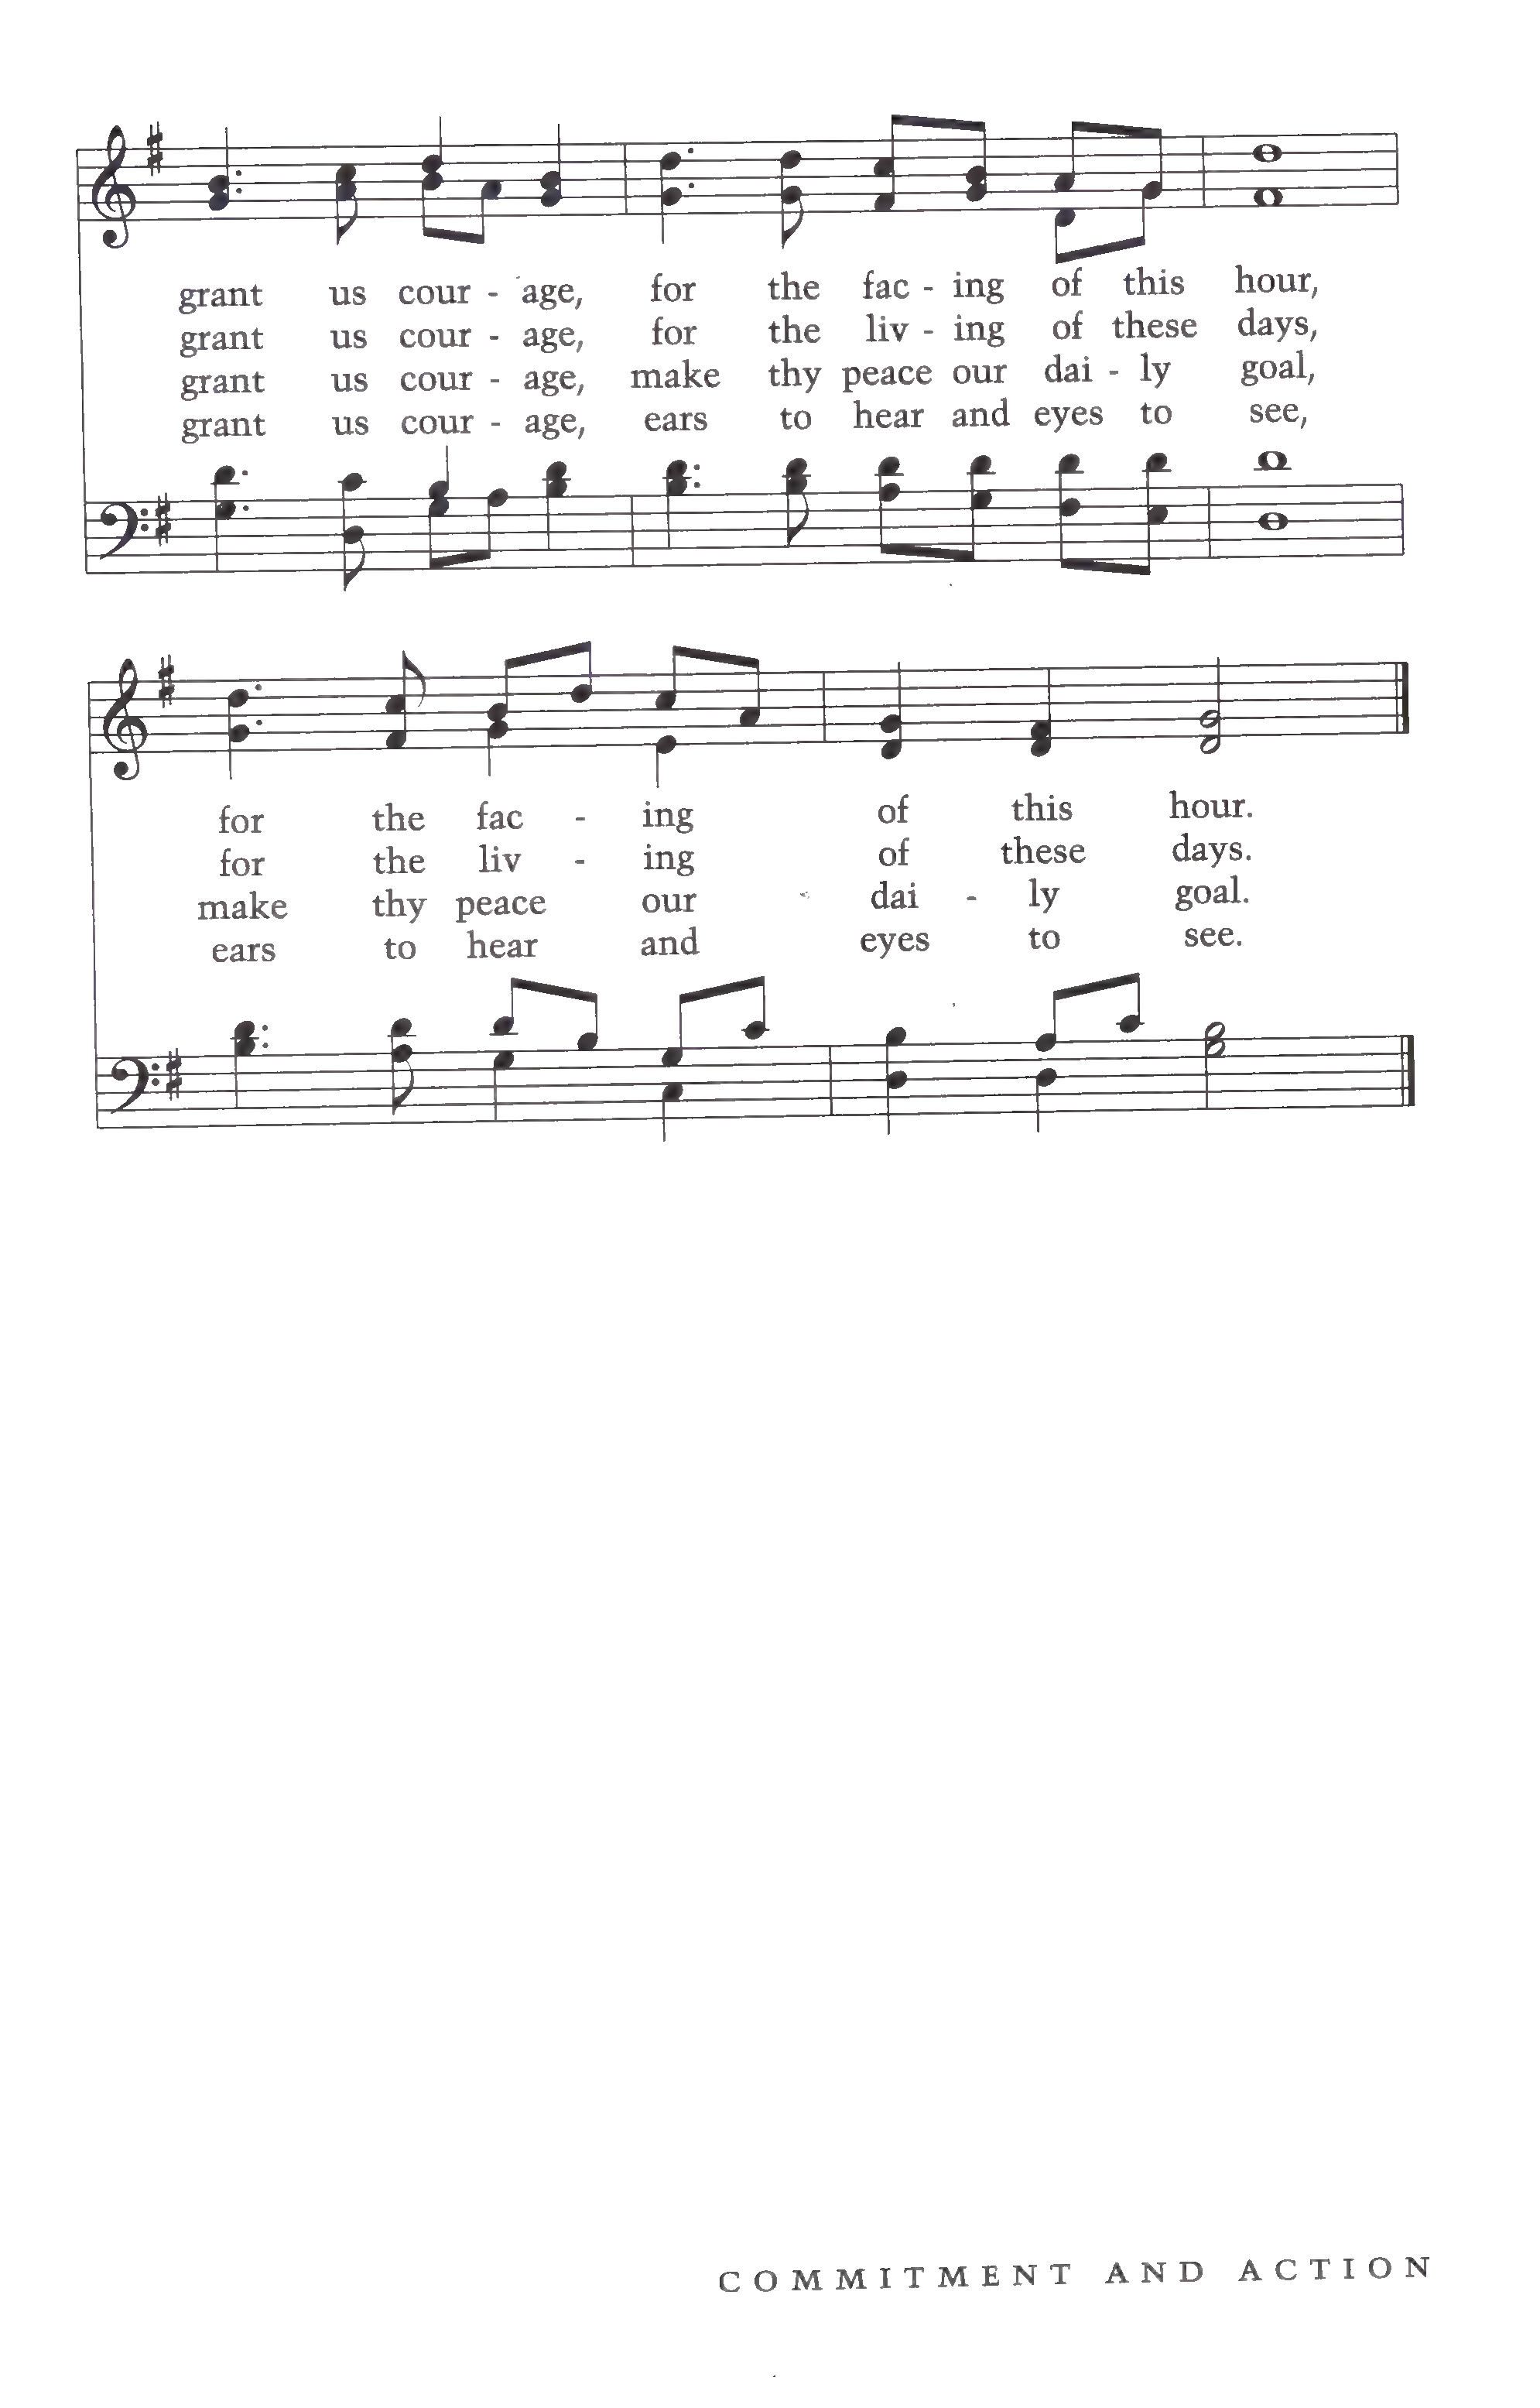 grant us cour - age, for the fac - ing of this hour,
grant us cour - age, for the liv - ing of these days,
grant us cour - age, make thy peace our dai - ly goal,
grant us cour - age, ears to hear and eyes to see,
for the fac - ing of this hour.
for the liv - ing of these days.
make thy peace our dai - ly goal.
ears to hear and eyes to see.
COMMITMENT AND ACTION